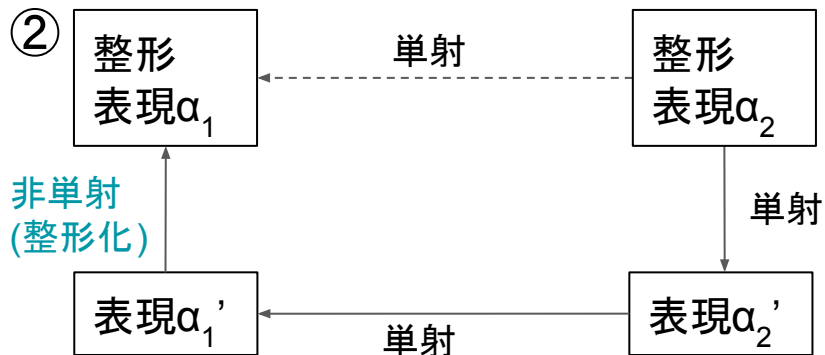 ②
整形
表現α₁
単射
整形
表現α₂
非単射
(整形化)
単射
表現α₁’
単射
表現α₂’